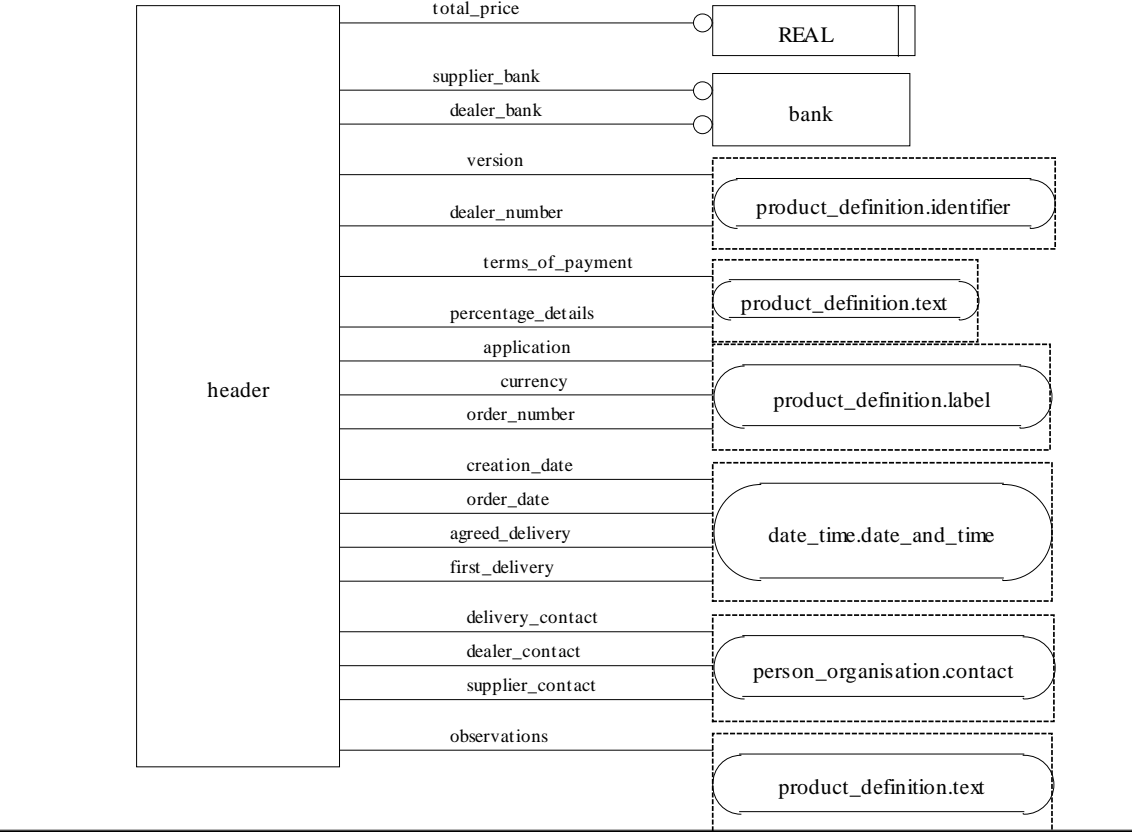 total_price
REAL
supplier_bank
dealer_bank
bank
version
dealer_number
product_definition.identifier
terms_of_payment
percentage_details
product_definition.text
application
currency
order_number
product_definition.label
header
creation_date
order_date
agreed_delivery
first_delivery
date_time.date_and_time
delivery_contact
dealer_contact
supplier_contact
person_organisation.contact
observations
product_definition.text